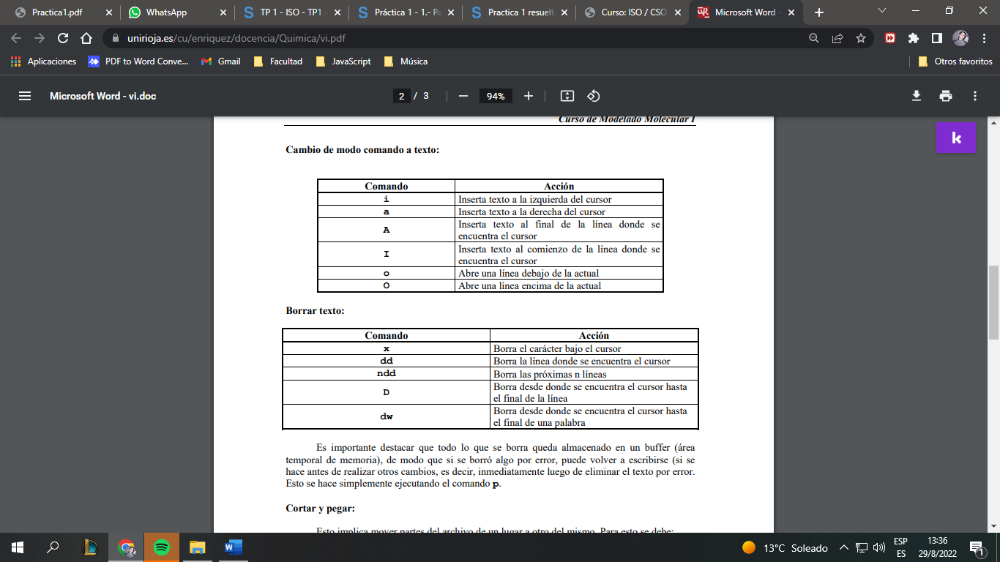 Practica1.pdf
WhatsApp
TP 1 - ISO - TP1 -
Práctica 1 - 1.- Pa
Practica 1 resuelt
Curso: ISO / CSO
Microsoft Word -
unirioja.es/cu/enriquez/docencia/Quimica/vi.pdf
Aplicaciones
PDF to Word Conve...
Gmail
Facultad
JavaScript
Música
Otros favoritos
Microsoft Word - vi.doc
2 / 3
94%
Curso de Modelado Molecular I
k
Cambio de modo comando a texto:
Comando Acción
i Inserta texto a la izquierda del cursor
a Inserta texto a la derecha del cursor
A Inserta texto al final de la línea donde se
encuentra el cursor
I Inserta texto al comienzo de la línea donde se
encuentra el cursor
o Abre una línea debajo de la actual
O Abre una línea encima de la actual
Borrar texto:
Comando Acción
x Borra el carácter bajo el cursor
dd Borra la línea donde se encuentra el cursor
ndd Borra las próximas n líneas
D Borra desde donde se encuentra el cursor hasta
el final de la línea
dw Borra desde donde se encuentra el cursor hasta
el final de una palabra
Es importante destacar que todo lo que se borra queda almacenado en un buffer (área
temporal de memoria), de modo que si se borró algo por error, puede volver a escribirse (si se
hace antes de realizar otros cambios, es decir, inmediatamente luego de eliminar el texto por error.
Esto se hace simplemente ejecutando el comando p.
Cortar y pegar:
Esto implica mover partes del archivo de un lugar a otro del mismo. Para esto se debe:
13°C Soleado
ESP
ES
13:36
29/8/2022
1